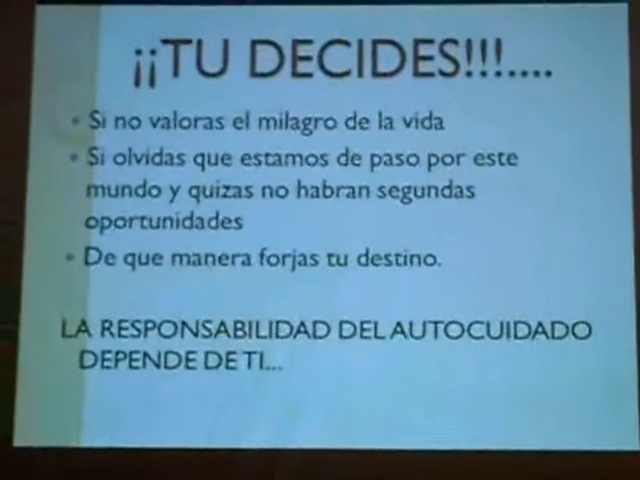 ¡¡TU DECIDES!!!....
• Si no valoras el milagro de la vida
• Si olvidas que estamos de paso por este
mundo y quizas no habran segundas
oportunidades
• De que manera forjas tu destino.
LA RESPONSABILIDAD DEL AUTOCUIDADO
DEPENDE DE TI...